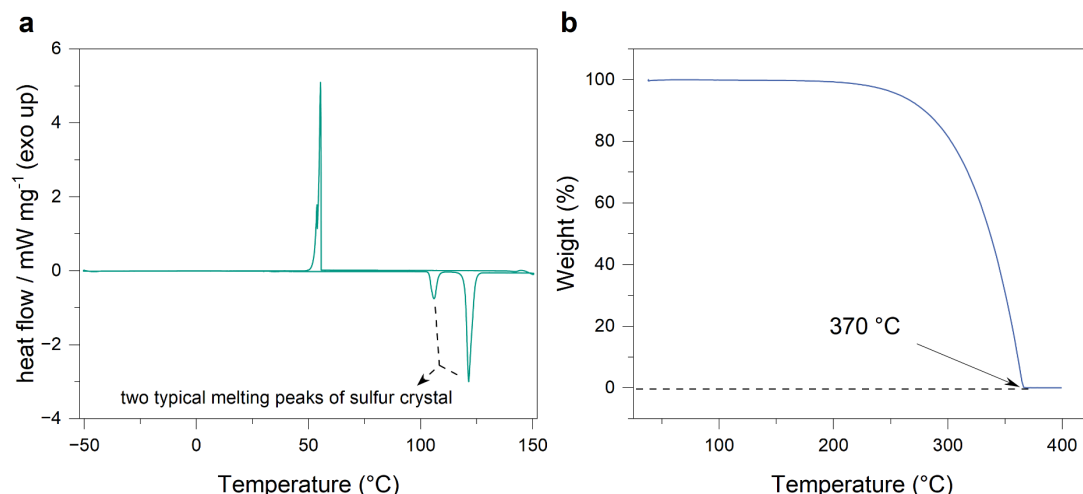 a
6
4
2
0
−2
−4
heat flow / mW mg⁻¹ (exo up)
two typical melting peaks of sulfur crystal
−50 0 50 100 150
Temperature (°C)
b
100
80
60
40
20
0
Weight (%)
370 °C
100 200 300 400
Temperature (°C)